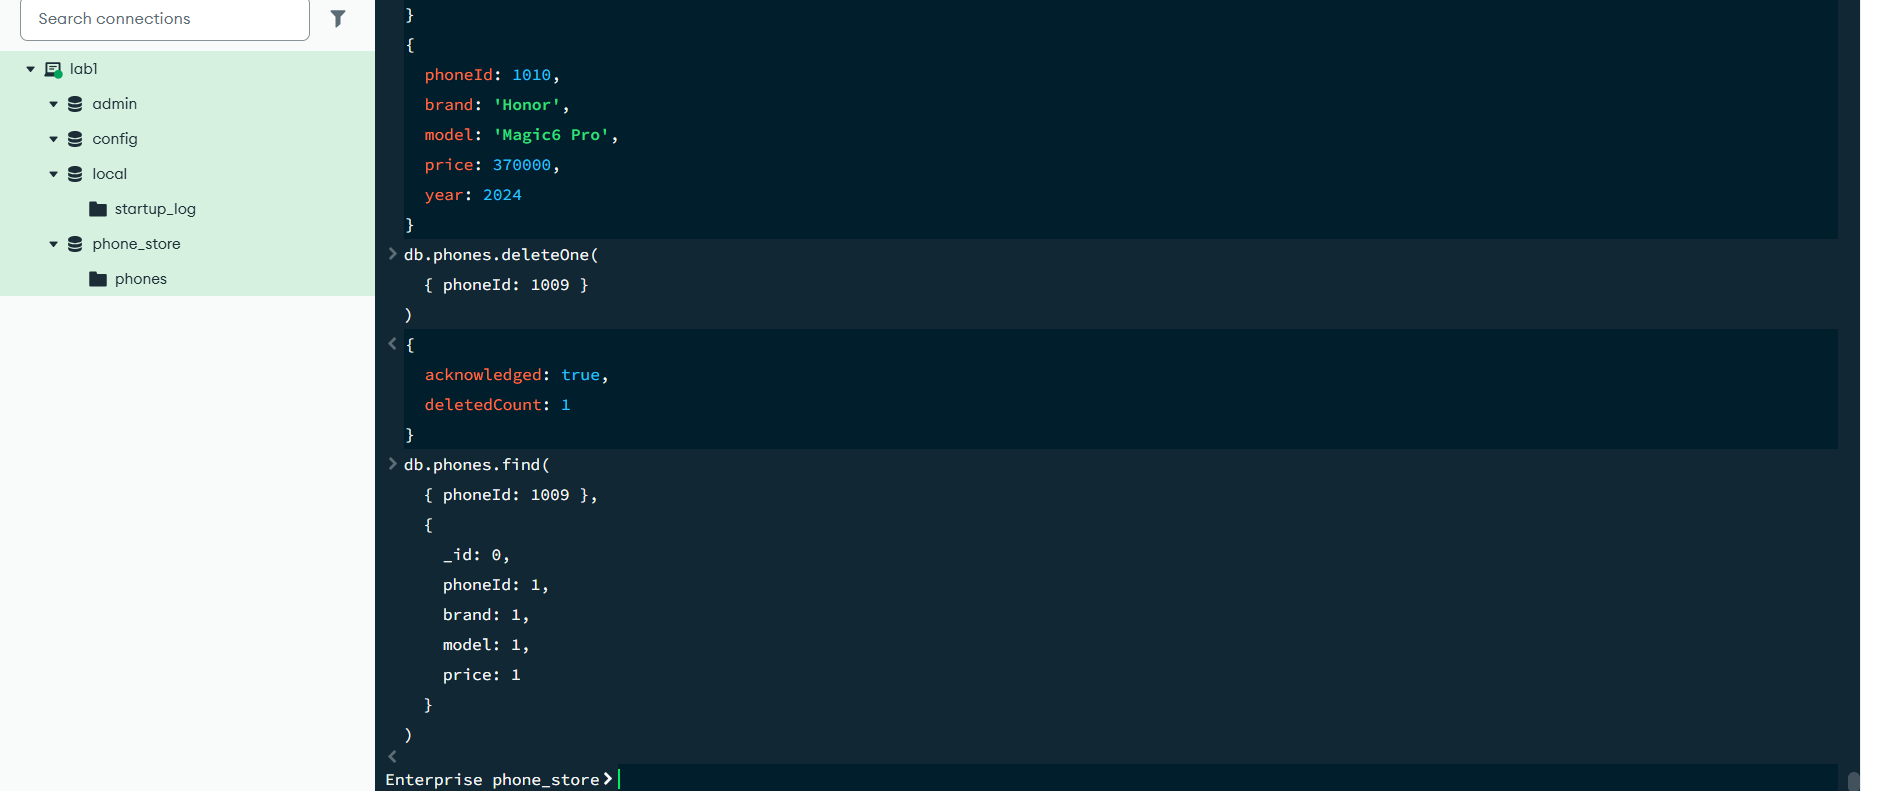 Search connections
lab1
admin
config
local
startup_log
phone_store
phones
}
{
phoneId: 1010,
brand: 'Honor',
model: 'Magic6 Pro',
price: 370000,
year: 2024
}
db.phones.deleteOne(
{ phoneId: 1009 }
)
{
acknowledged: true,
deletedCount: 1
}
db.phones.find(
{ phoneId: 1009 },
{
_id: 0,
phoneId: 1,
brand: 1,
model: 1,
price: 1
}
)
Enterprise phone_store>